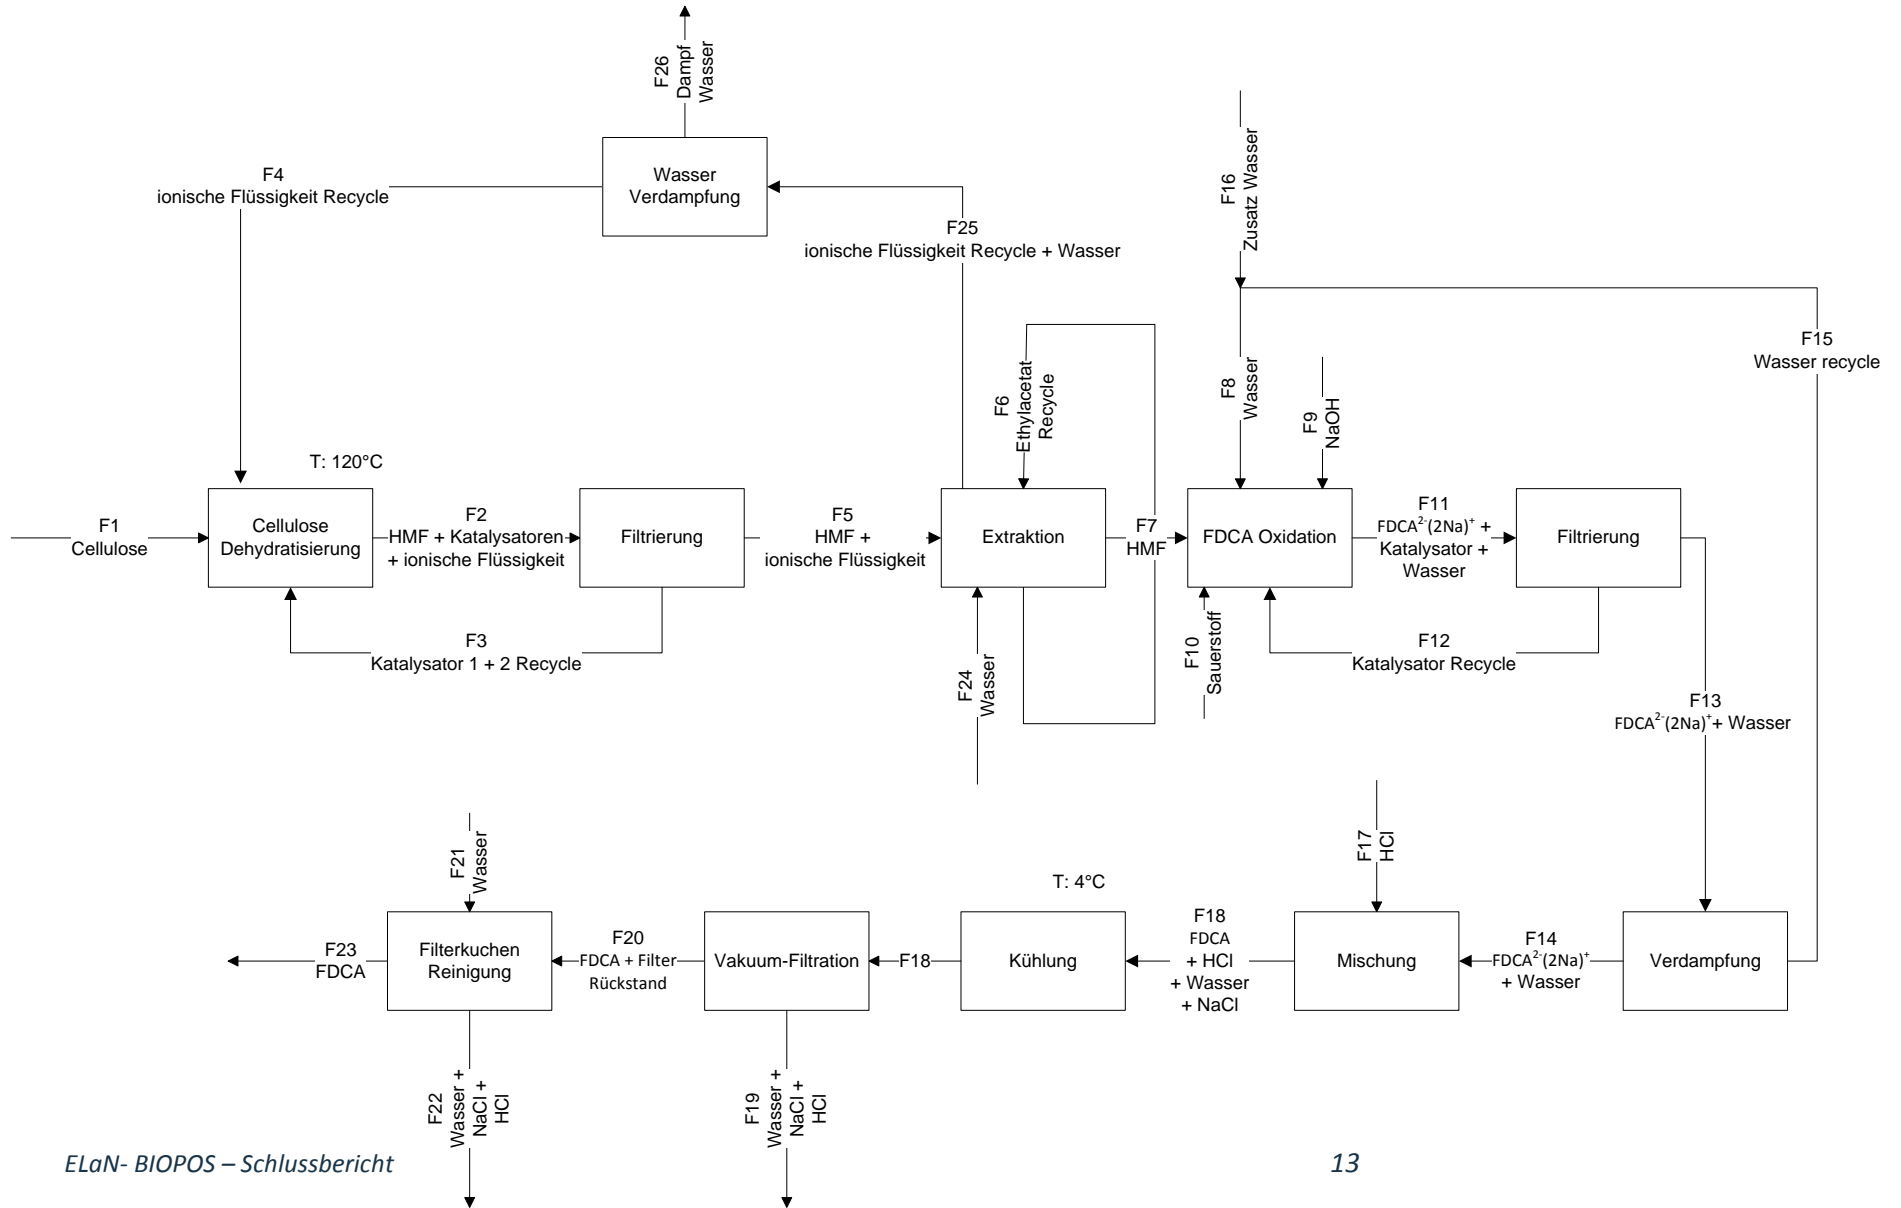 F26
Dampf
Wasser
Wasser
Verdampfung
F4
ionische Flüssigkeit Recycle
F25
ionische Flüssigkeit Recycle + Wasser
F16
Zusatz Wasser
F15
Wasser recycle
F6
Ethylacetat
Recycle
F8
Wasser
F9
NaOH
T: 120°C
F1
Cellulose
Cellulose
Dehydratisierung
F2
HMF + Katalysatoren
+ ionische Flüssigkeit
Filtrierung
F5
HMF +
ionische Flüssigkeit
Extraktion
F7
HMF
FDCA Oxidation
F11
FDCA²⁻(2Na)⁺ +
Katalysator +
Wasser
Filtrierung
F3
Katalysator 1 + 2 Recycle
F24
Wasser
F10
Sauerstoff
F12
Katalysator Recycle
F13
FDCA²⁻(2Na)⁺+ Wasser
F21
Wasser
F17
HCl
T: 4°C
F23
FDCA
Filterkuchen
Reinigung
F20
FDCA + Filter
Rückstand
Vakuum-Filtration
F18
Kühlung
F18
FDCA
+ HCl
+ Wasser
+ NaCl
Mischung
F14
FDCA²⁻(2Na)⁺
+ Wasser
Verdampfung
F22
Wasser +
NaCl +
HCl
F19
Wasser +
NaCl +
HCl
ELaN- BIOPOS – Schlussbericht 13